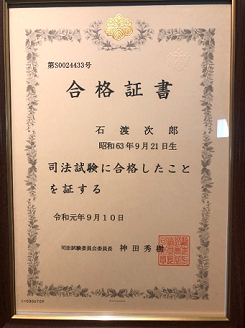 第S0024433号
合格証書
石渡次郎
昭和63年9月21日生
司法試験に合格したこと
を証する
令和元年9月10日
司法試験委員会委員長 神田秀樹